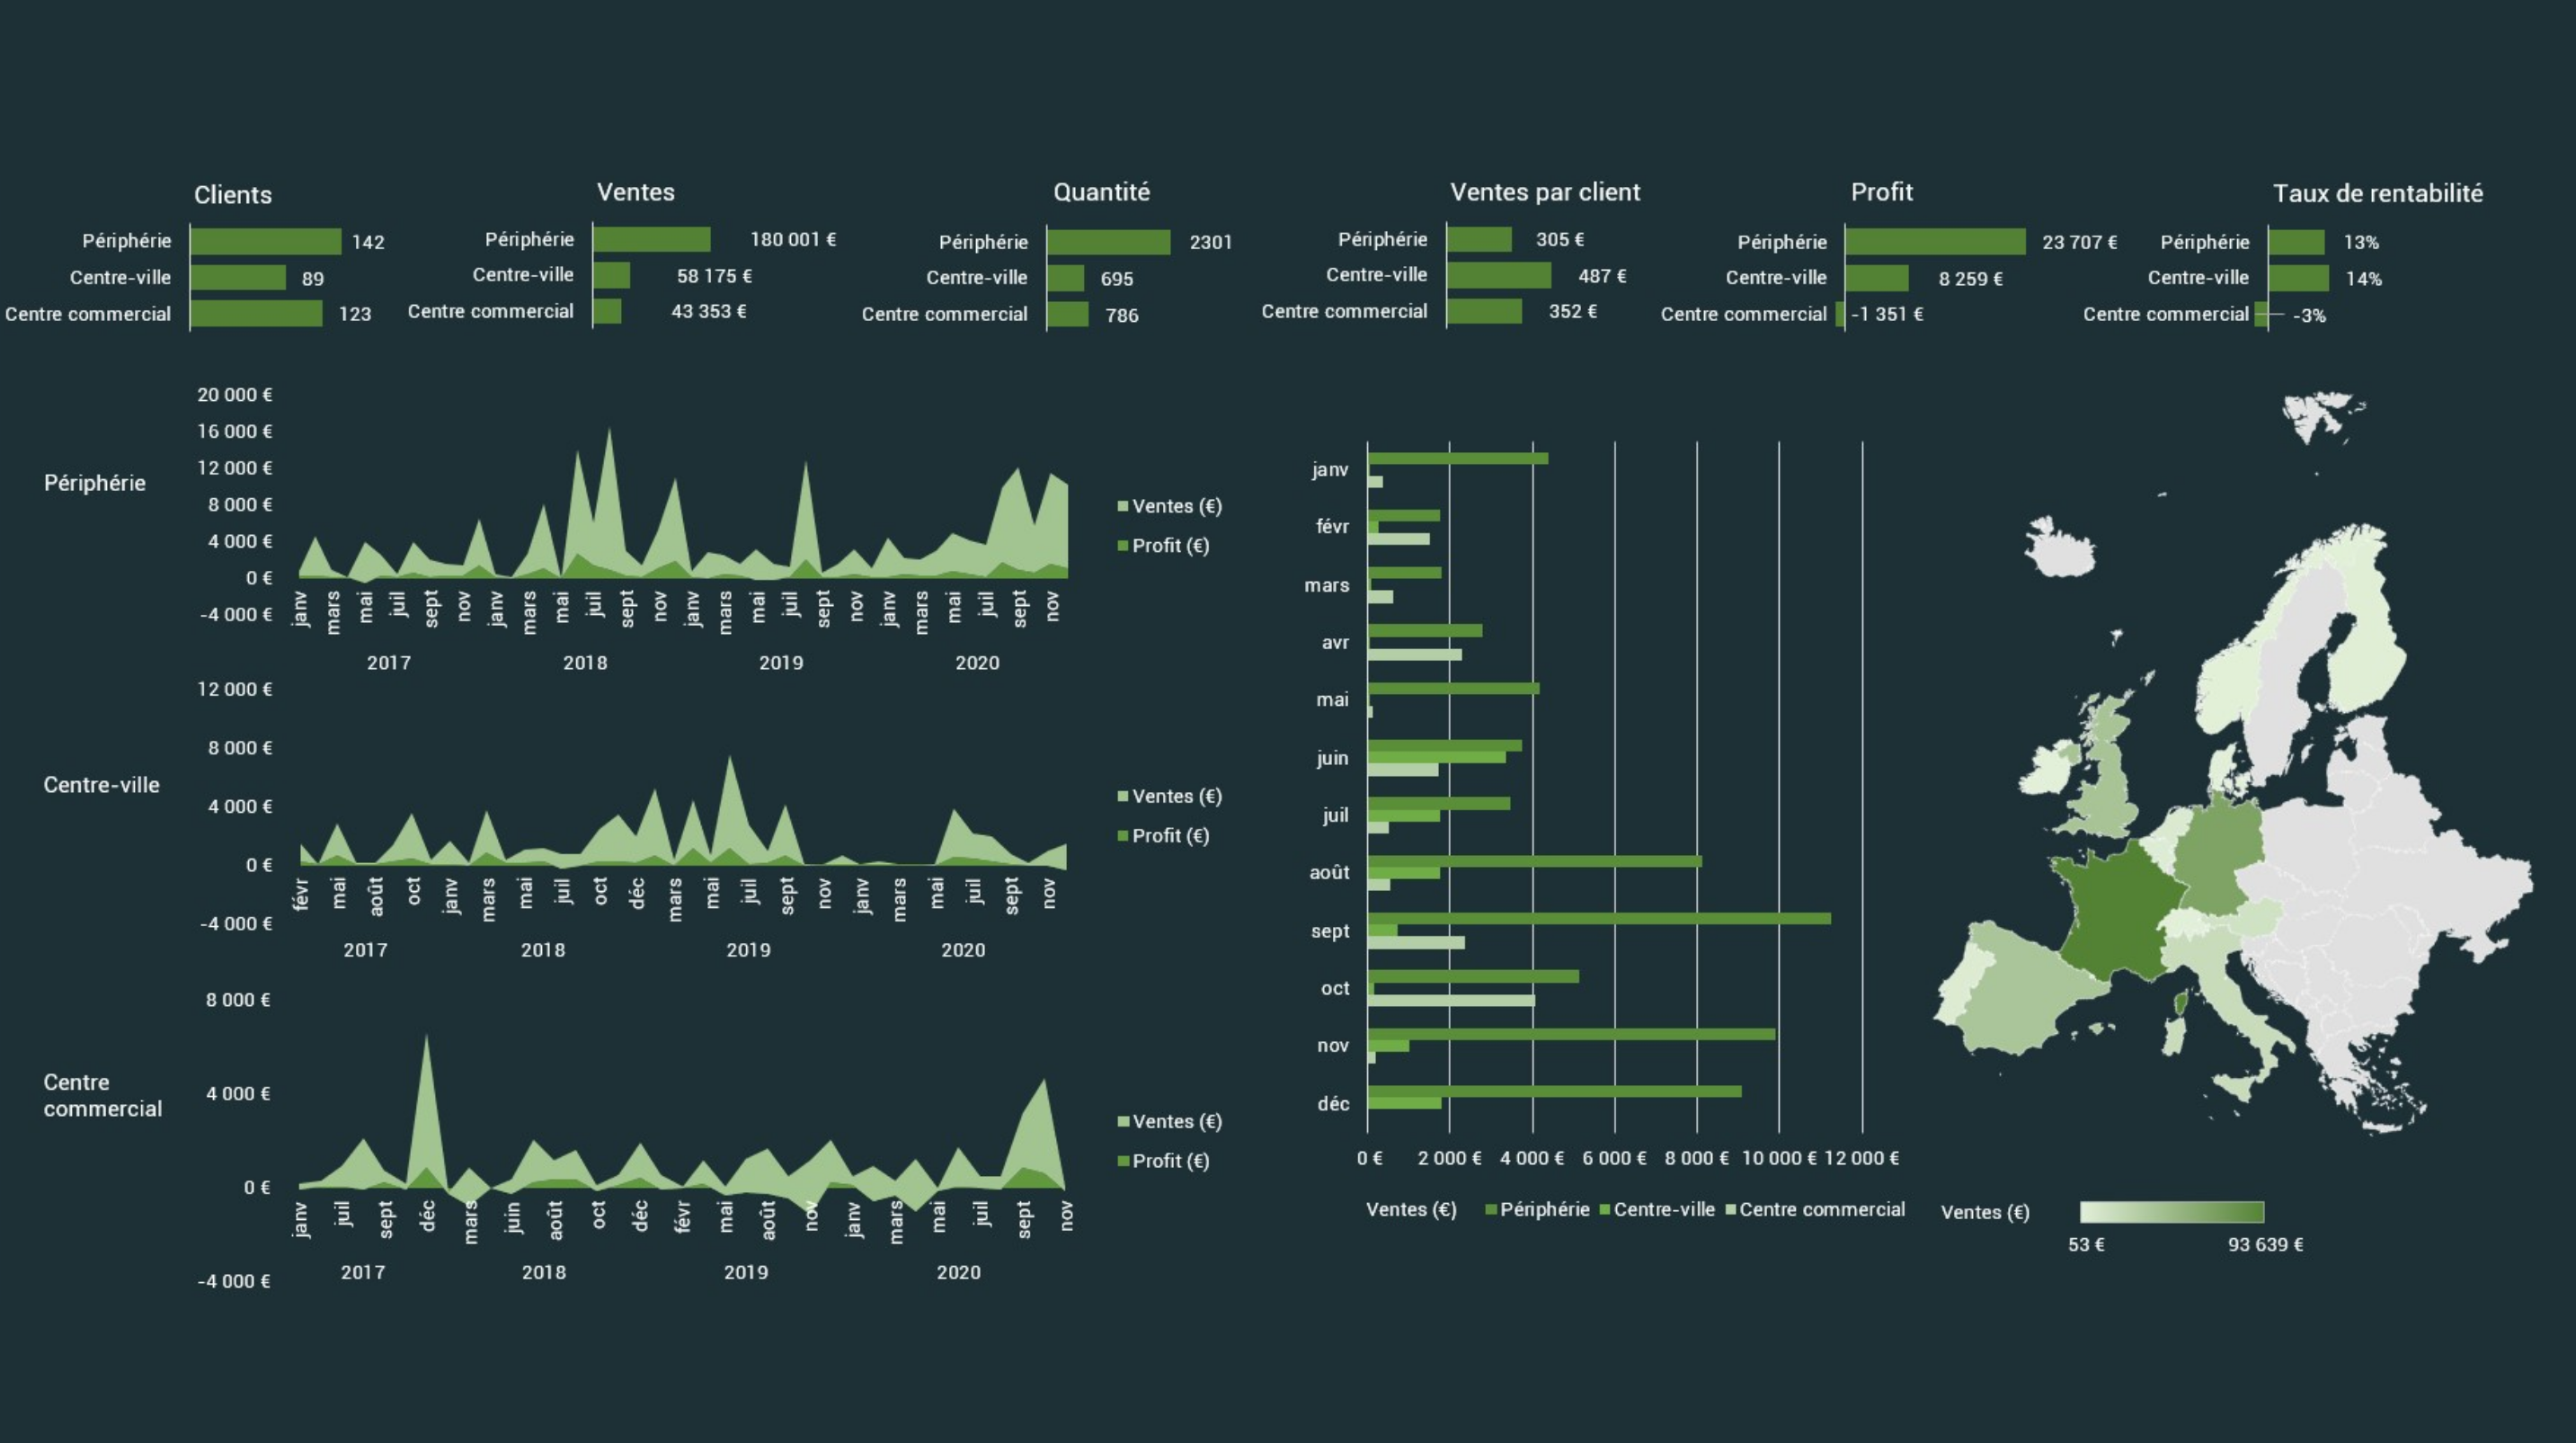 Clients
Périphérie 142
Centre-ville 89
Centre commercial 123
Ventes
Périphérie 180 001 €
Centre-ville 58 175 €
Centre commercial 43 353 €
Quantité
Périphérie 2301
Centre-ville 695
Centre commercial 786
Ventes par client
Périphérie 305 €
Centre-ville 487 €
Centre commercial 352 €
Profit
Périphérie 23 707 €
Centre-ville 8 259 €
Centre commercial -1 351 €
Taux de rentabilité
Périphérie 13%
Centre-ville 14%
Centre commercial -3%
Périphérie
20 000 €
16 000 €
12 000 €
8 000 €
4 000 €
0 €
-4 000 €
janv mars mai juil sept nov janv mars mai juil sept nov janv mars mai juil sept nov janv mars mai juil sept nov
2017 2018 2019 2020
Ventes (€)
Profit (€)
Centre-ville
12 000 €
8 000 €
4 000 €
0 €
-4 000 €
févr mai août oct janv mars mai juil oct déc mars mai juil sept nov janv mars mai juil sept nov
2017 2018 2019 2020
Ventes (€)
Profit (€)
Centre
commercial
8 000 €
4 000 €
0 €
-4 000 €
janv juil sept déc mars juin août oct déc févr mai août nov janv mars mai juil sept nov
2017 2018 2019 2020
Ventes (€)
Profit (€)
janv
févr
mars
avr
mai
juin
juil
août
sept
oct
nov
déc
0 € 2 000 € 4 000 € 6 000 € 8 000 € 10 000 € 12 000 €
Ventes (€) Périphérie Centre-ville Centre commercial
Ventes (€)
53 € 93 639 €